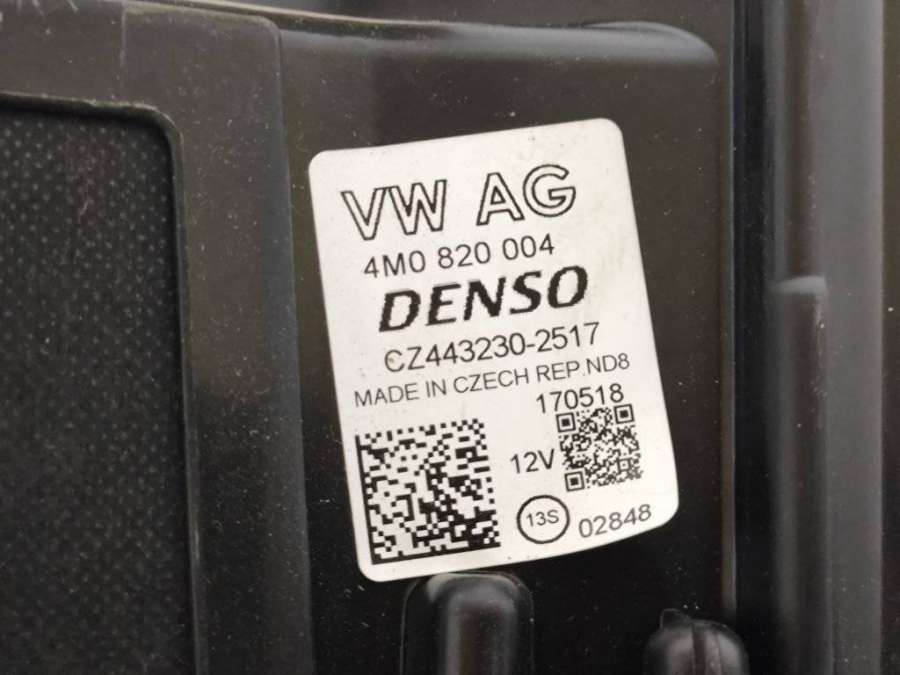 VW AG
4M0 820 004
DENSO
CZ443230-2517
MADE IN CZECH REP.ND8
170518
12V
13S
02848